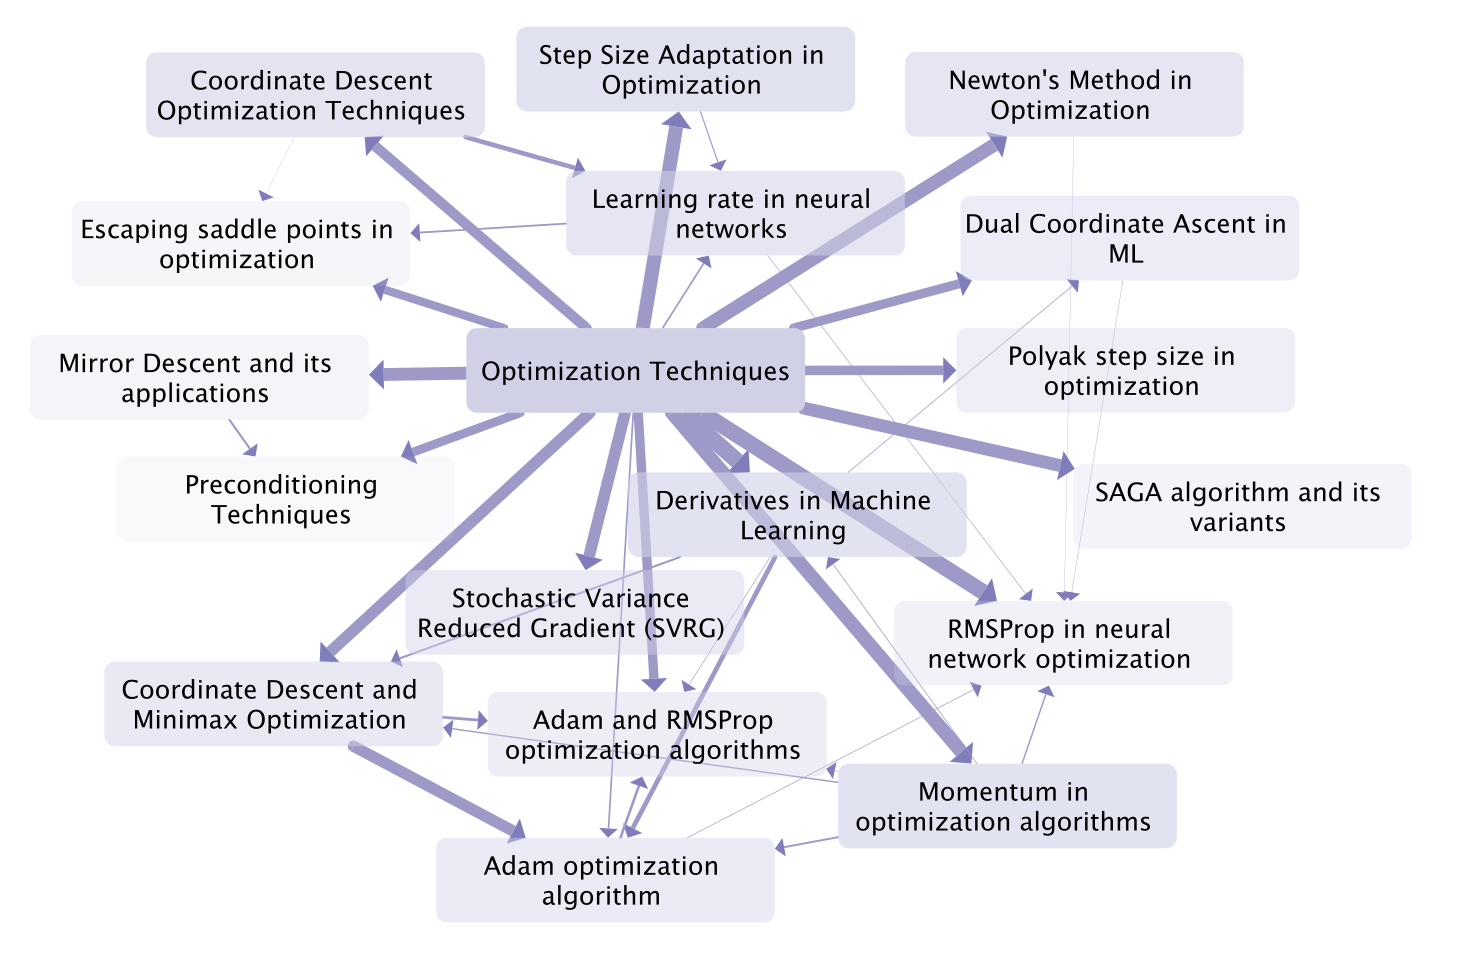 Step Size Adaptation in
Optimization
Coordinate Descent
Optimization Techniques
Newton's Method in
Optimization
Learning rate in neural
networks
Escaping saddle points in
optimization
Dual Coordinate Ascent in
ML
Mirror Descent and its
applications
Optimization Techniques
Polyak step size in
optimization
Preconditioning
Techniques
Derivatives in Machine
Learning
SAGA algorithm and its
variants
Stochastic Variance
Reduced Gradient (SVRG)
RMSProp in neural
network optimization
Coordinate Descent and
Minimax Optimization
Adam and RMSProp
optimization algorithms
Momentum in
optimization algorithms
Adam optimization
algorithm